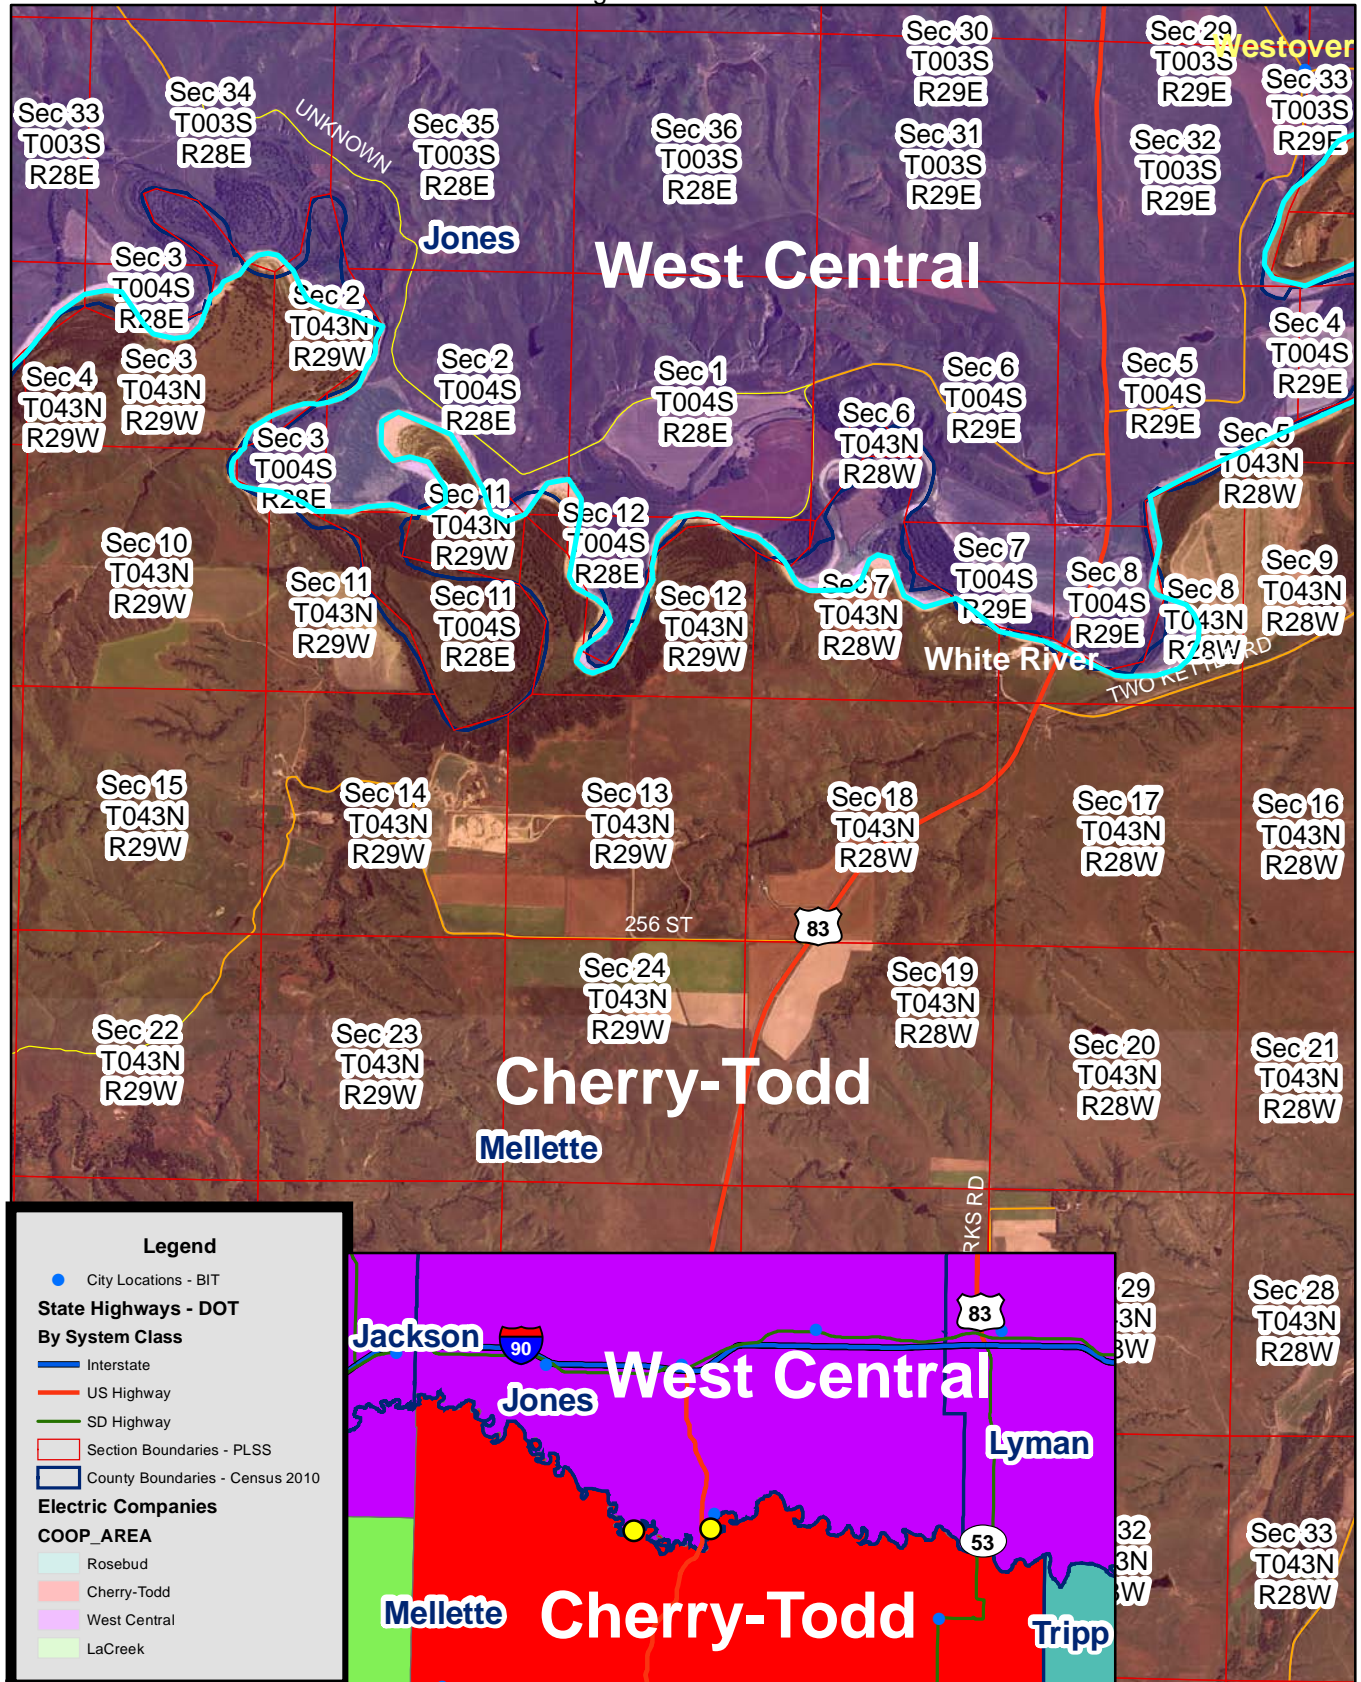 Sec 30
T003S
R29E
Sec 29
T003S
R29E
Westover
Sec 33
T003S
R29E
Sec 33
T003S
R28E
Sec 34
T003S
R28E
UNKNOWN
Sec 35
T003S
R28E
Sec 36
T003S
R28E
Sec 31
T003S
R29E
Sec 32
T003S
R29E
Jones
West Central
Sec 3
T004S
R28E
Sec 2
T043N
R29W
Sec 4
T043N
R29W
Sec 3
T043N
R29W
Sec 2
T004S
R28E
Sec 1
T004S
R28E
Sec 6
T043N
R28W
Sec 6
T004S
R29E
Sec 5
T004S
R29E
Sec 4
T004S
R29E
Sec 3
T004S
R28E
Sec 5
T043N
R28W
Sec 11
T043N
R29W
Sec 12
T004S
R28E
Sec 10
T043N
R29W
Sec 11
T043N
R29W
Sec 11
T004S
R28E
Sec 12
T043N
R29W
Sec 7
T043N
R28W
Sec 7
T004S
R29E
Sec 8
T004S
R29E
Sec 8
T043N
R28W
Sec 9
T043N
R28W
White River
TWO KETTLE RD
Sec 15
T043N
R29W
Sec 14
T043N
R29W
Sec 13
T043N
R29W
Sec 18
T043N
R28W
Sec 17
T043N
R28W
Sec 16
T043N
R28W
256 ST
83
Sec 22
T043N
R29W
Sec 23
T043N
R29W
Sec 24
T043N
R29W
Sec 19
T043N
R28W
Sec 20
T043N
R28W
Sec 21
T043N
R28W
Cherry-Todd
Mellette
RKS RD
29
3N
3W
Sec 28
T043N
R28W
32
3N
W
Sec 33
T043N
R28W
Legend
City Locations - BIT
State Highways - DOT
By System Class
Interstate
US Highway
SD Highway
Section Boundaries - PLSS
County Boundaries - Census 2010
Electric Companies
COOP_AREA
Rosebud
Cherry-Todd
West Central
LaCreek
Jackson
90
83
West Central
Jones
Lyman
53
Mellette
Cherry-Todd
Tripp